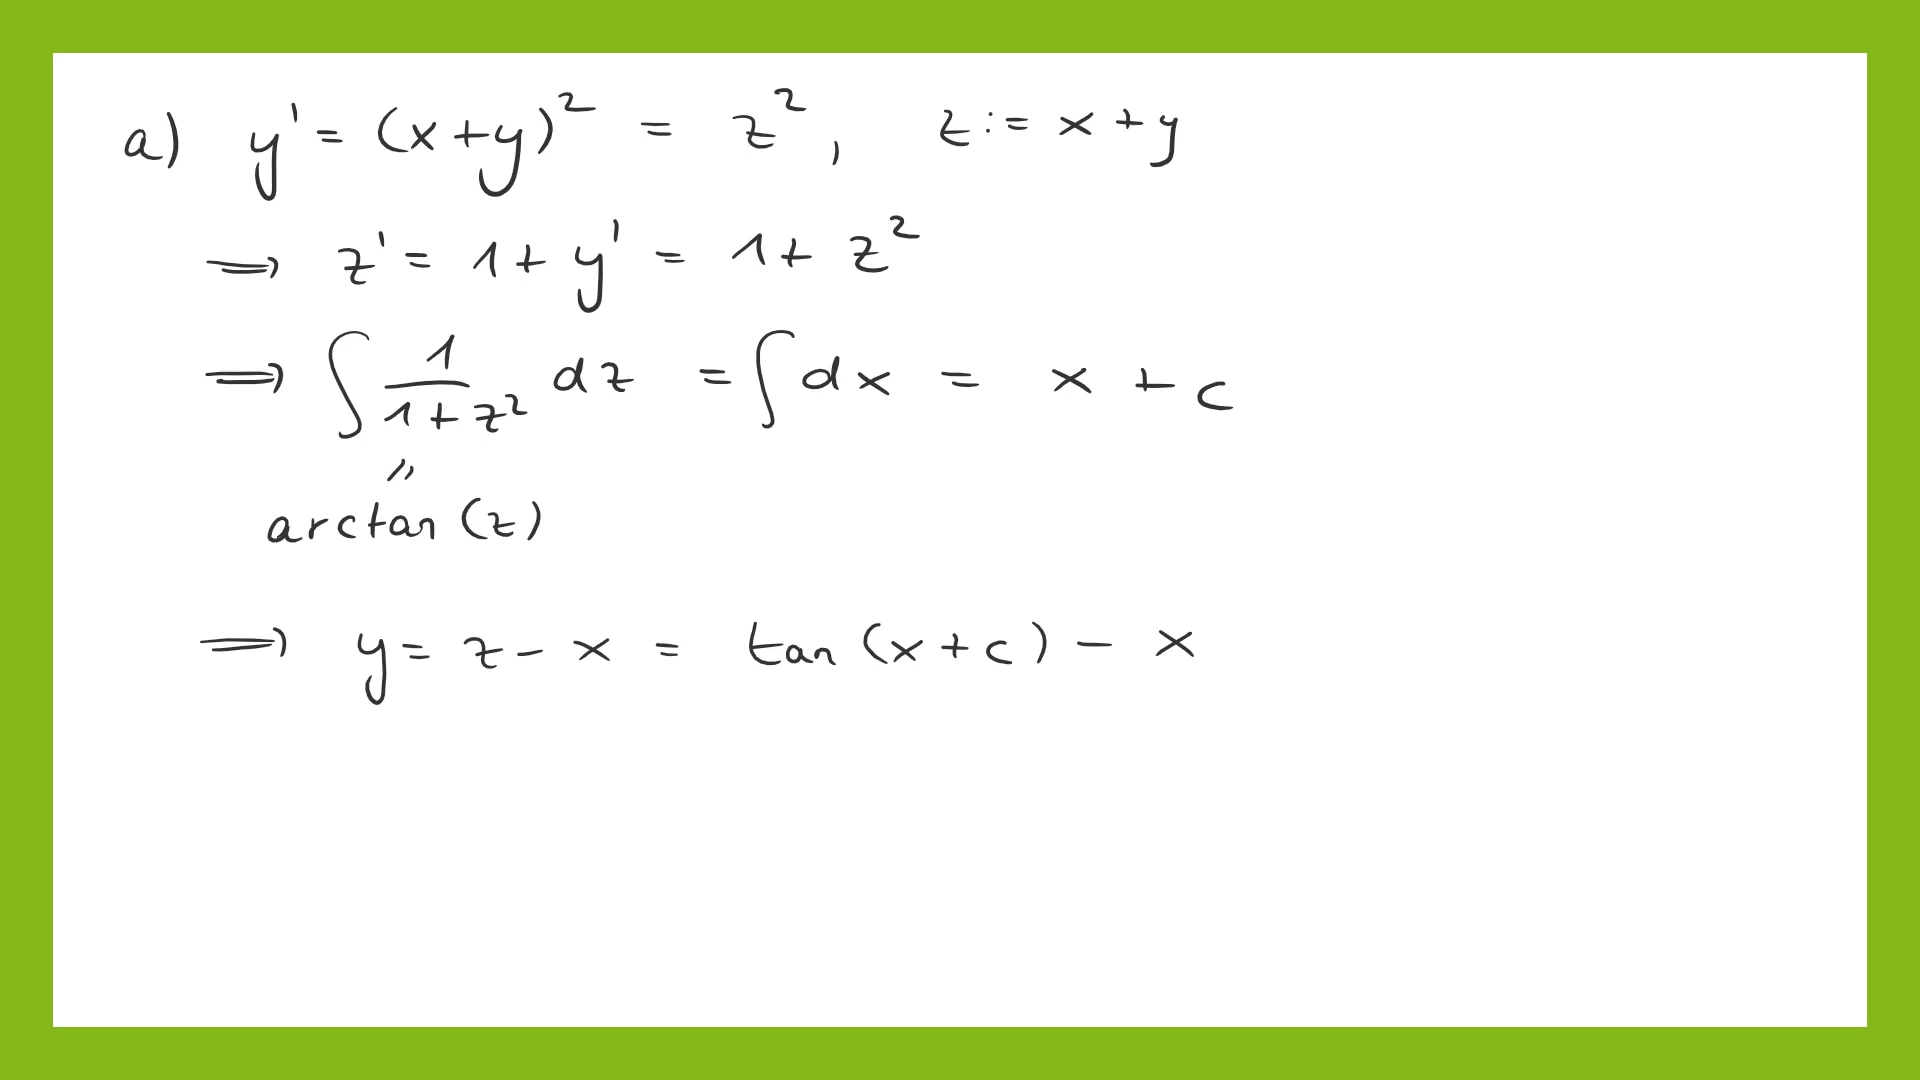 a) y' = (x+y)² = z², z := x+y
⟹ z' = 1+ y' = 1+ z²
⟹ ∫ 1/(1+z²) dz = ∫ dx = x + c
"
arctan (z)
⟹ y = z - x = tan (x+c) - x